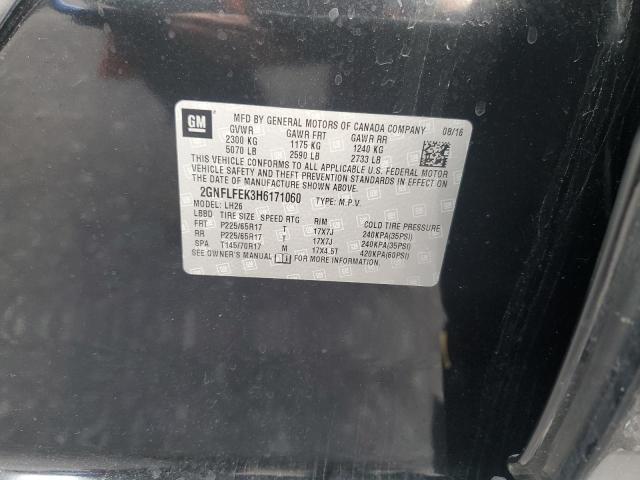 GM
MFD BY GENERAL MOTORS OF CANADA COMPANY 08/16
GVWR GAWR FRT GAWR RR
2300 KG 1175 KG 1240 KG
5070 LB 2590 LB 2733 LB
THIS VEHICLE CONFORMS TO ALL APPLICABLE U.S. FEDERAL MOTOR
VEHICLE SAFETY, BUMPER, AND THEFT PREVENTION STANDARDS IN
EFFECT ON THE DATE OF MANUFACTURE SHOWN ABOVE.
2GNFLFEK3H6171060 TYPE: M.P.V.
MODEL: LH26
LBBD TIRE SIZE SPEED RTG RIM COLD TIRE PRESSURE
FRT P225/65R17 T 17X7J 240KPA(35PSI)
RR P225/65R17 T 17X7J 240KPA(35PSI)
SPA T145/70R17 M 17X4.5T 420KPA(60PSI)
SEE OWNER'S MANUAL FOR MORE INFORMATION